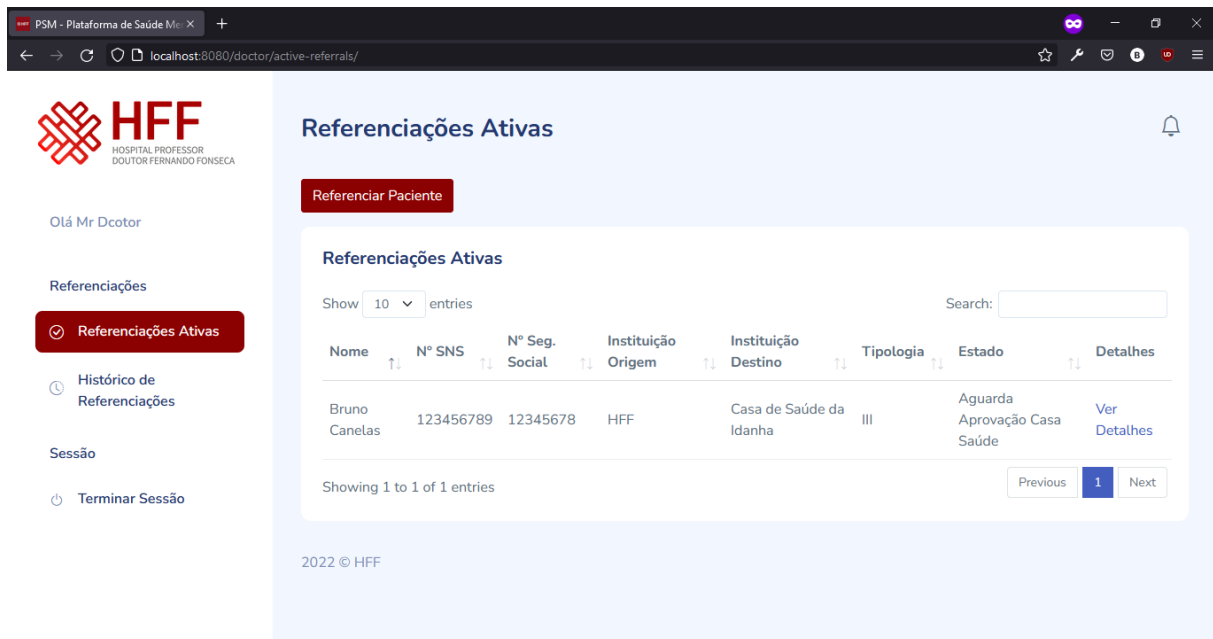 PSM - Plataforma de Saúde Me
localhost:8080/doctor/active-referrals/
HFF
HOSPITAL PROFESSOR
DOUTOR FERNANDO FONSECA
Olá Mr Dcotor
Referenciações
Referenciações Ativas
Histórico de
Referenciações
Sessão
Terminar Sessão
Referenciações Ativas
Referenciar Paciente
Referenciações Ativas
Show 10 entries
Search:
Nome Nº SNS Nº Seg. Social Instituição Origem Instituição Destino Tipologia Estado Detalhes
Bruno Canelas 123456789 12345678 HFF Casa de Saúde da Idanha III Aguarda Aprovação Casa Saúde Ver Detalhes
Showing 1 to 1 of 1 entries
Previous 1 Next
2022 © HFF